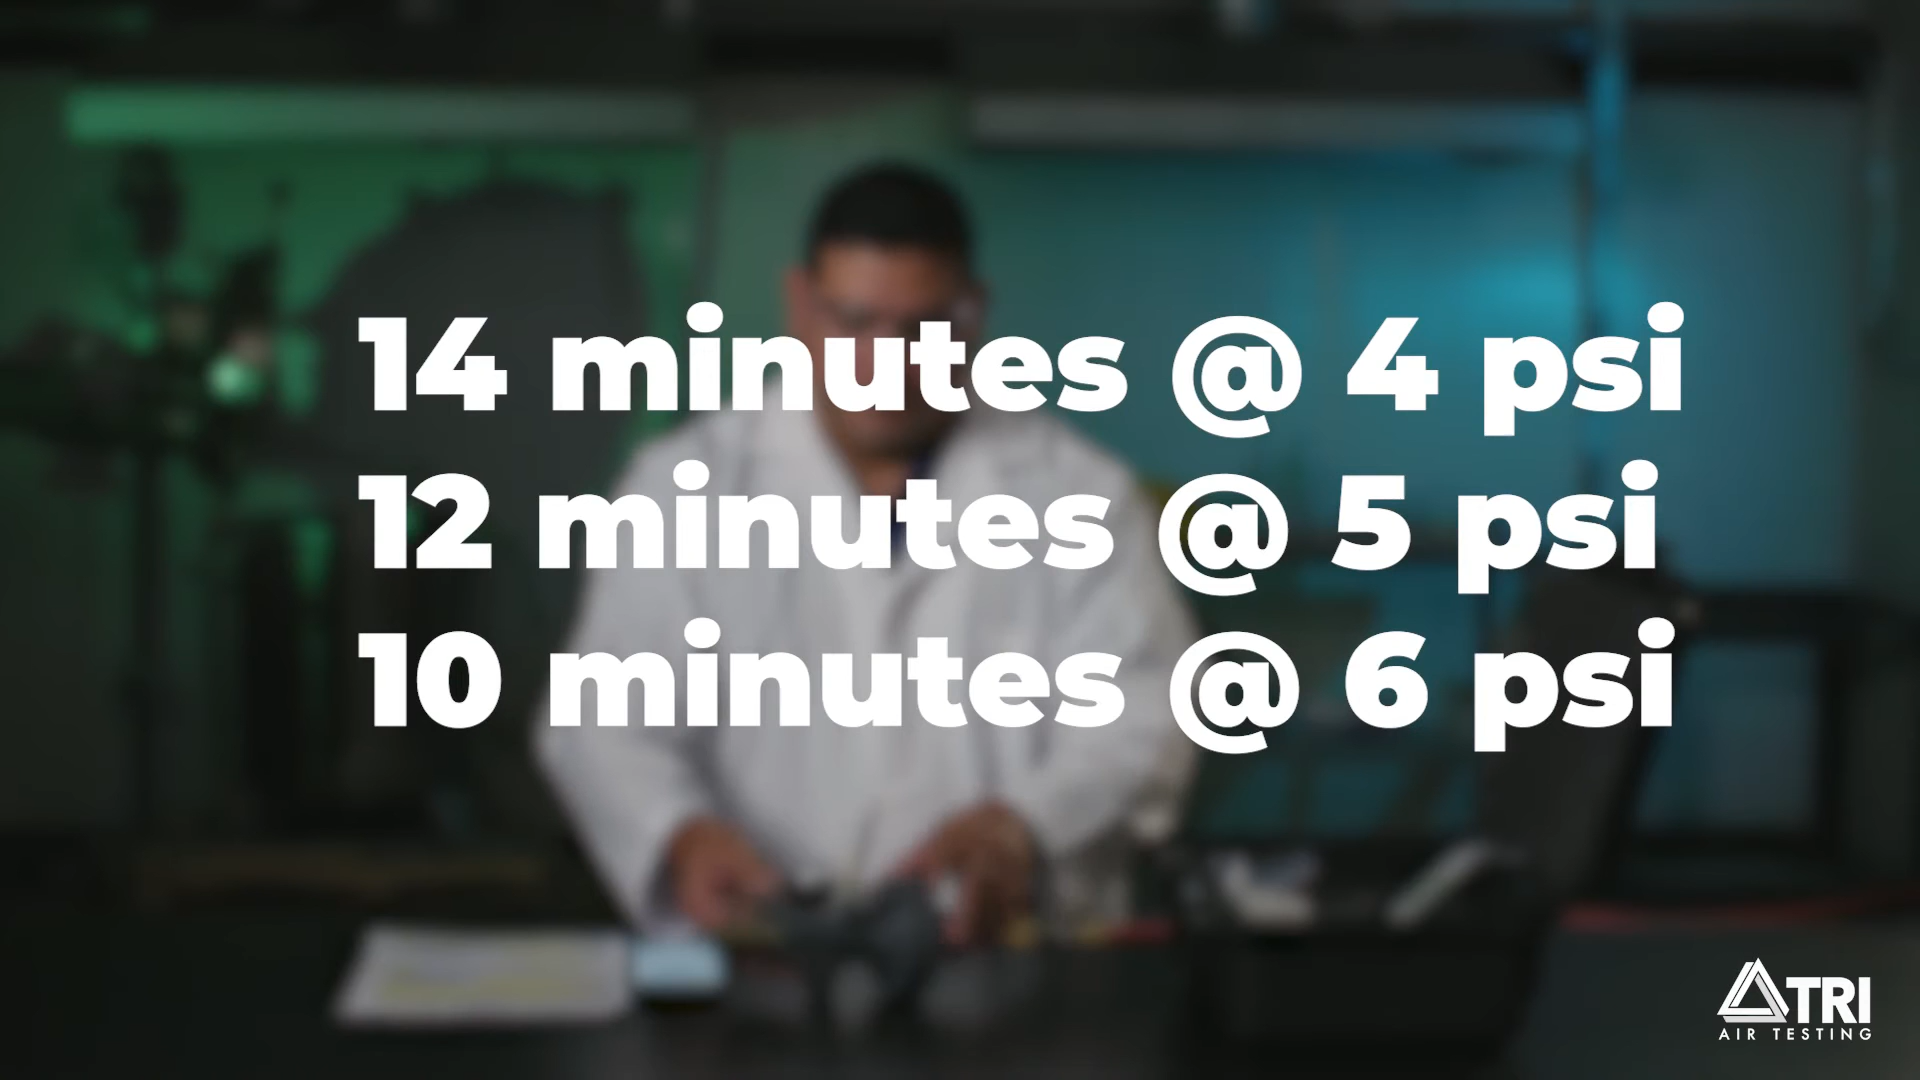 14 minutes @ 4 psi
12 minutes @ 5 psi
10 minutes @ 6 psi
TRI
AIR TESTING